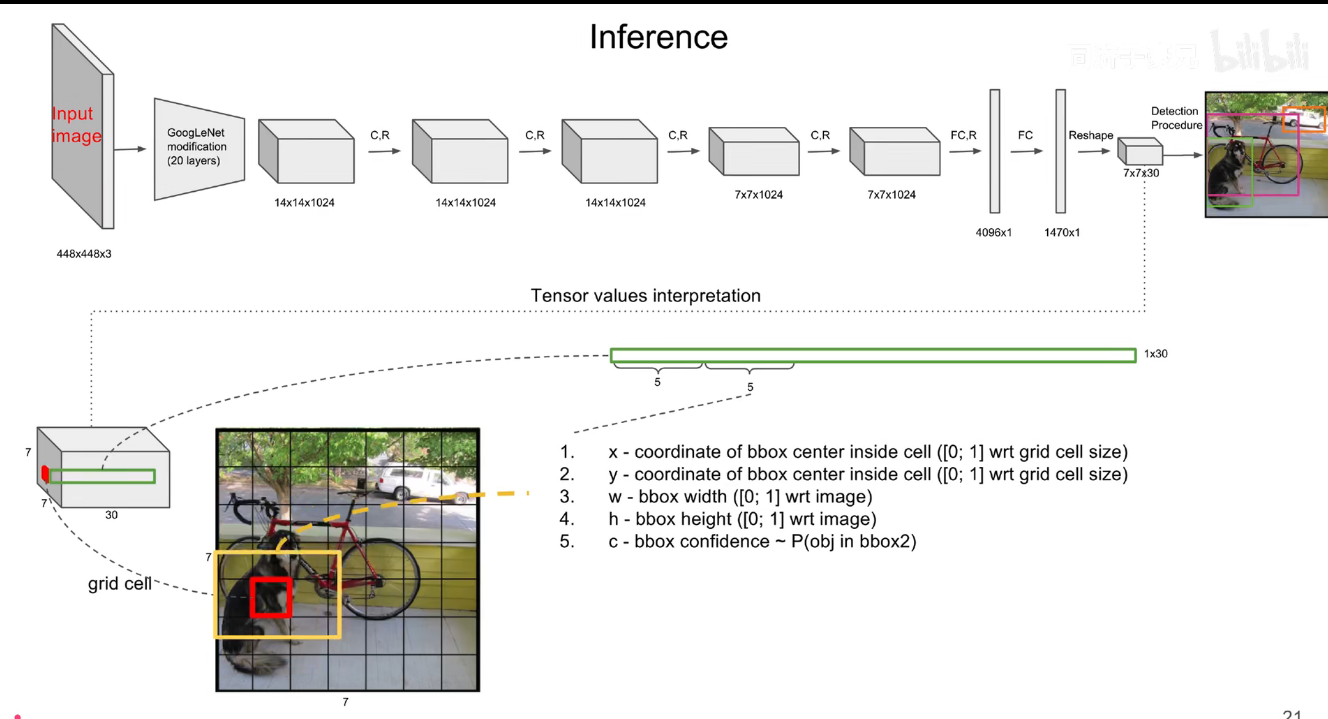 Inference
bilibili
Input
image
GoogLeNet
modification
(20 layers)
C,R
C,R
C,R
C,R
FC,R
FC
Reshape
Detection
Procedure
14x14x1024
14x14x1024
14x14x1024
7x7x1024
7x7x1024
4096x1
1470x1
7x7x30
448x448x3
Tensor values interpretation
1x30
5
5
7
7
30
grid cell
7
7
1. x - coordinate of bbox center inside cell ([0; 1] wrt grid cell size)
2. y - coordinate of bbox center inside cell ([0; 1] wrt grid cell size)
3. w - bbox width ([0; 1] wrt image)
4. h - bbox height ([0; 1] wrt image)
5. c - bbox confidence ~ P(obj in bbox2)
21